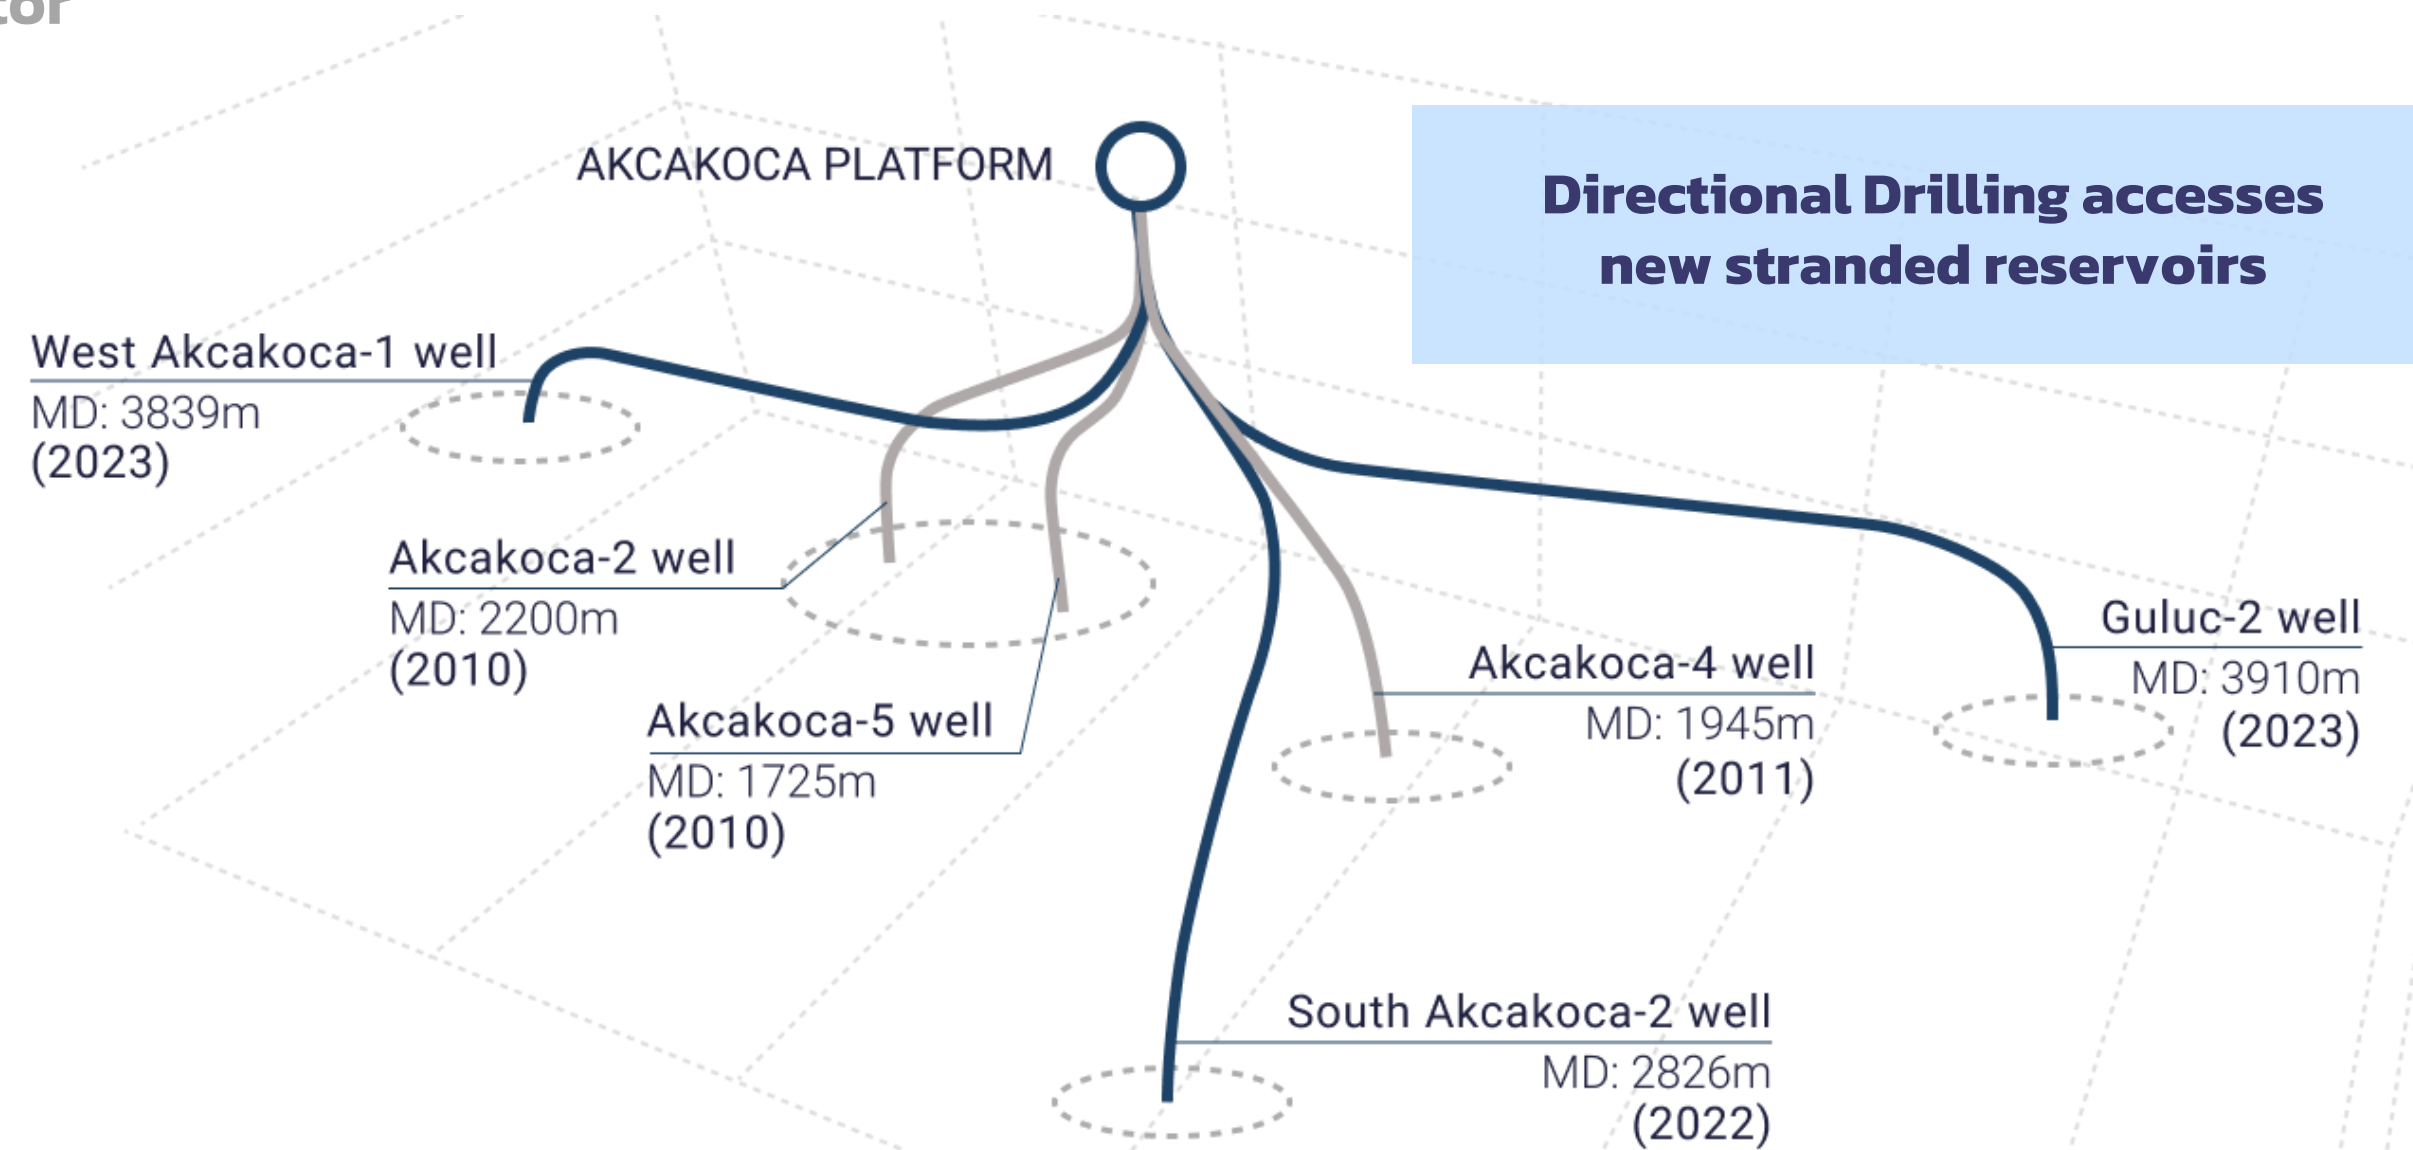 AKCAKOCA PLATFORM
Directional Drilling accesses
new stranded reservoirs
West Akcakoca-1 well
MD: 3839m
(2023)
Akcakoca-2 well
MD: 2200m
(2010)
Akcakoca-5 well
MD: 1725m
(2010)
Akcakoca-4 well
MD: 1945m
(2011)
Guluc-2 well
MD: 3910m
(2023)
South Akcakoca-2 well
MD: 2826m
(2022)